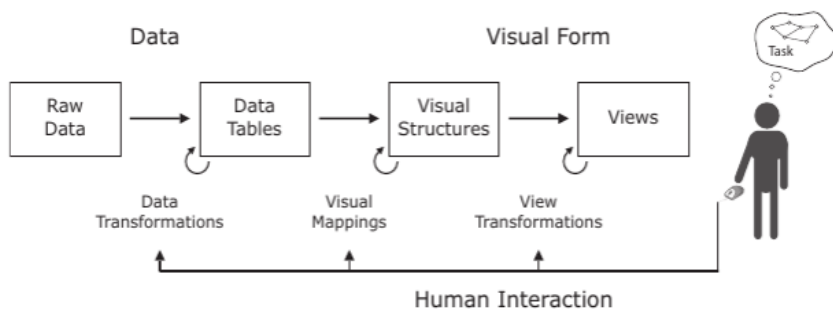 Data
Visual Form
Task
Raw
Data
Data
Tables
Visual
Structures
Views
Data
Transformations
Visual
Mappings
View
Transformations
Human Interaction